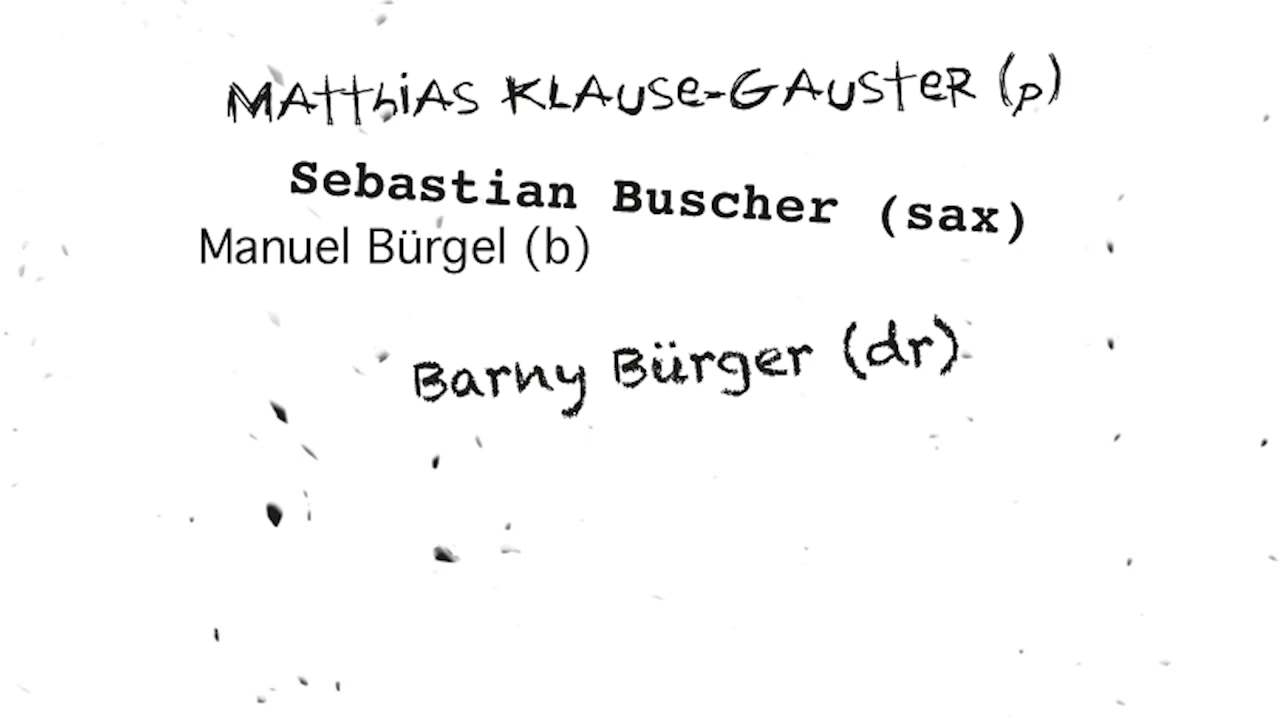 MAtthiAS KLAUSe-GAUSteR (p)
Sebastian Buscher (sax)
Manuel Bürgel (b)
Barny Bürger (dr)